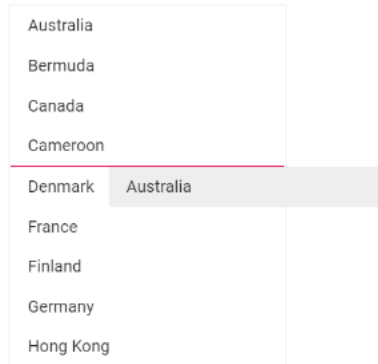 Australia
Bermuda
Canada
Cameroon
Denmark Australia
France
Finland
Germany
Hong Kong